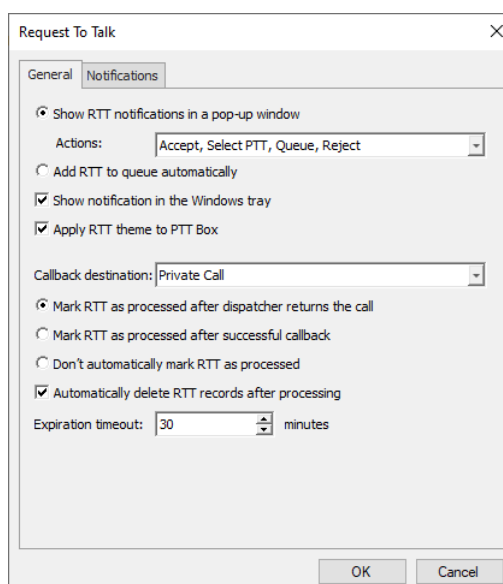 Request To Talk
General Notifications
Show RTT notifications in a pop-up window
Actions: Accept, Select PTT, Queue, Reject
Add RTT to queue automatically
Show notification in the Windows tray
Apply RTT theme to PTT Box
Callback destination: Private Call
Mark RTT as processed after dispatcher returns the call
Mark RTT as processed after successful callback
Don't automatically mark RTT as processed
Automatically delete RTT records after processing
Expiration timeout: 30 minutes
OK Cancel